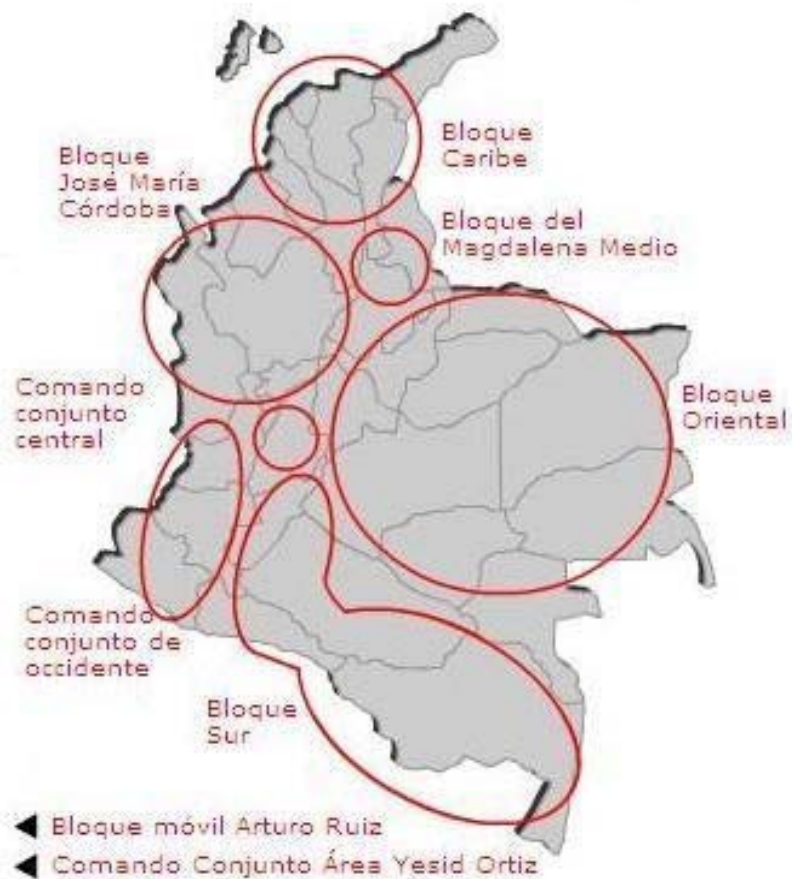 Bloque
Caribe
Bloque
José María
Córdoba
Bloque del
Magdalena Medio
Comando
conjunto
central
Bloque
Oriental
Comando
conjunto de
occidente
Bloque
Sur
Bloque móvil Arturo Ruiz
Comando Conjunto Área Yesid Ortiz